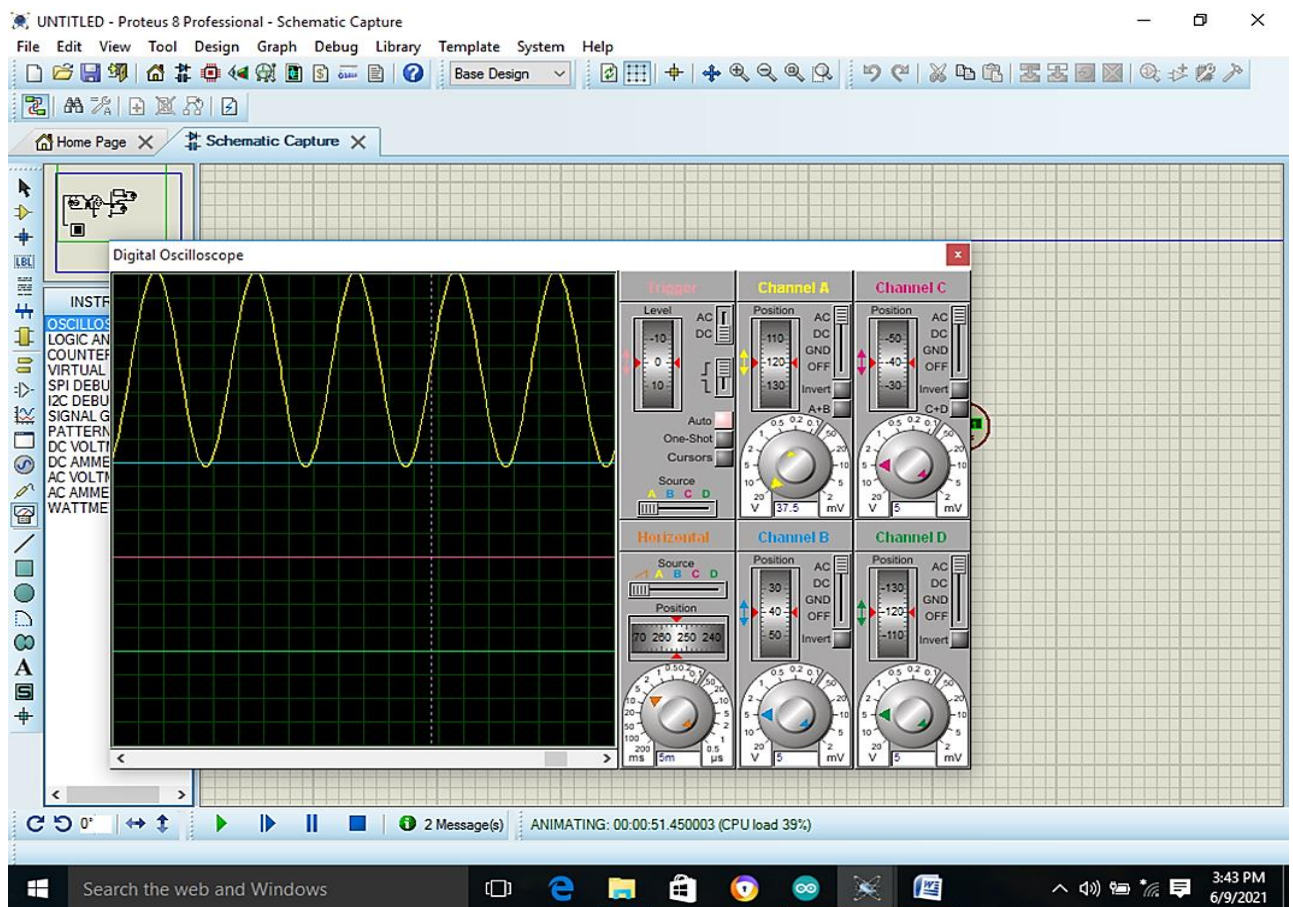 UNTITLED - Proteus 8 Professional - Schematic Capture
File Edit View Tool Design Graph Debug Library Template System Help
Base Design
Home Page Schematic Capture
LBL
INSTR
OSCILLOS
LOGIC AN
COUNTER
VIRTUAL
SPI DEBU
I2C DEBU
SIGNAL G
PATTERN
DC VOLTM
DC AMME
AC VOLTM
AC AMME
WATTME
Digital Oscilloscope
Trigger
Level
AC
DC
-10
0
10
Auto
One-Shot
Cursors
Source
A B C D
Channel A
Position
AC
DC
GND
OFF
-110
-120
-130
Invert
A+B
V 37.5 mV
Channel C
Position
AC
DC
GND
OFF
-50
-40
-30
Invert
C+D
V 5 mV
Horizontal
Source
A B C D
Position
260 250 240
ms 5m µs
Channel B
Position
AC
DC
GND
OFF
30
40
50
Invert
V 5 mV
Channel D
Position
AC
DC
GND
OFF
-130
-120
-110
Invert
V 5 mV
0°
2 Message(s) ANIMATING: 00:00:51.450003 (CPU load 39%)
Search the web and Windows
3:43 PM
6/9/2021